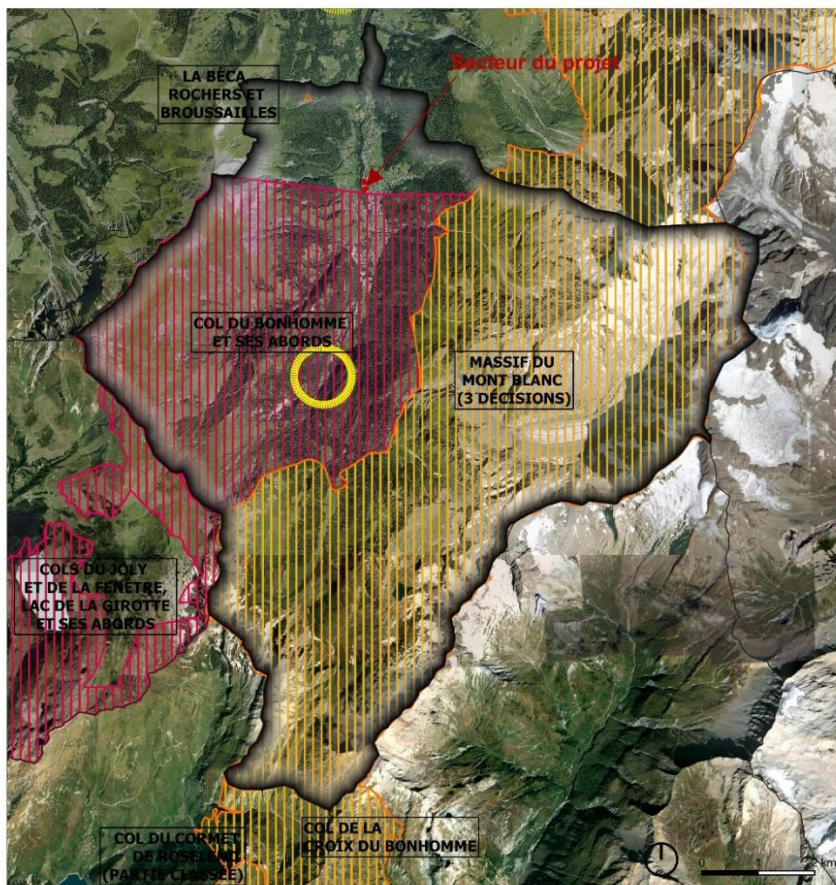 Secteur du projet
LA BÉCA
ROCHERS ET
BROUSSAILLES
COL DU BONHOMME
ET SES ABORDS
MASSIF DU
MONT BLANC
(3 DÉCISIONS)
COLS DU JOLY
ET DE LA FENÊTRE,
LAC DE LA GIROTTE
ET SES ABORDS
COL DE LA
CROIX DU BONHOMME
COL DU CORMET
DE ROSELEND
(PARTIE CLASSÉE)
0 1 2 km